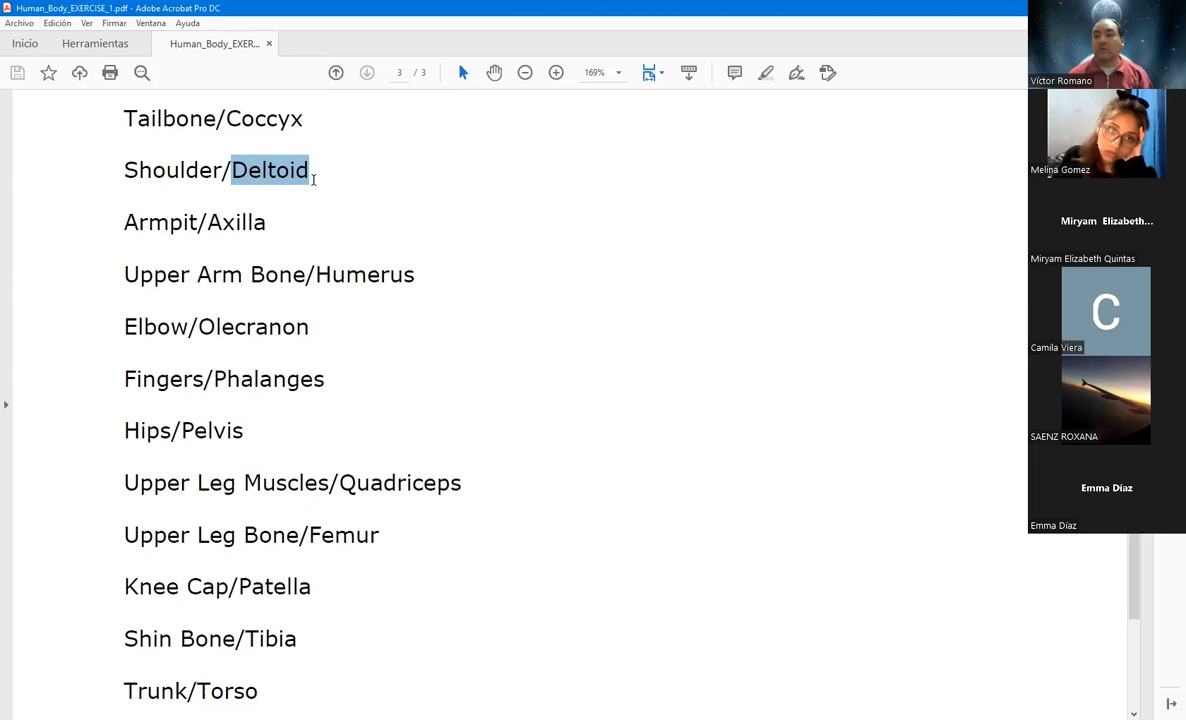 Human_Body_EXERCISE_1.pdf - Adobe Acrobat Pro DC
Archivo Edición Ver Firmar Ventana Ayuda
Inicio Herramientas Human_Body_EXER... ×
3 / 3 169%
Tailbone/Coccyx
Shoulder/Deltoid
Armpit/Axilla
Upper Arm Bone/Humerus
Elbow/Olecranon
Fingers/Phalanges
Hips/Pelvis
Upper Leg Muscles/Quadriceps
Upper Leg Bone/Femur
Knee Cap/Patella
Shin Bone/Tibia
Trunk/Torso
Víctor Romano
Melina Gomez
Miryam Elizabeth...
Miryam Elizabeth Quintas
C
Camila Viera
SAENZ ROXANA
Emma Díaz
Emma Díaz